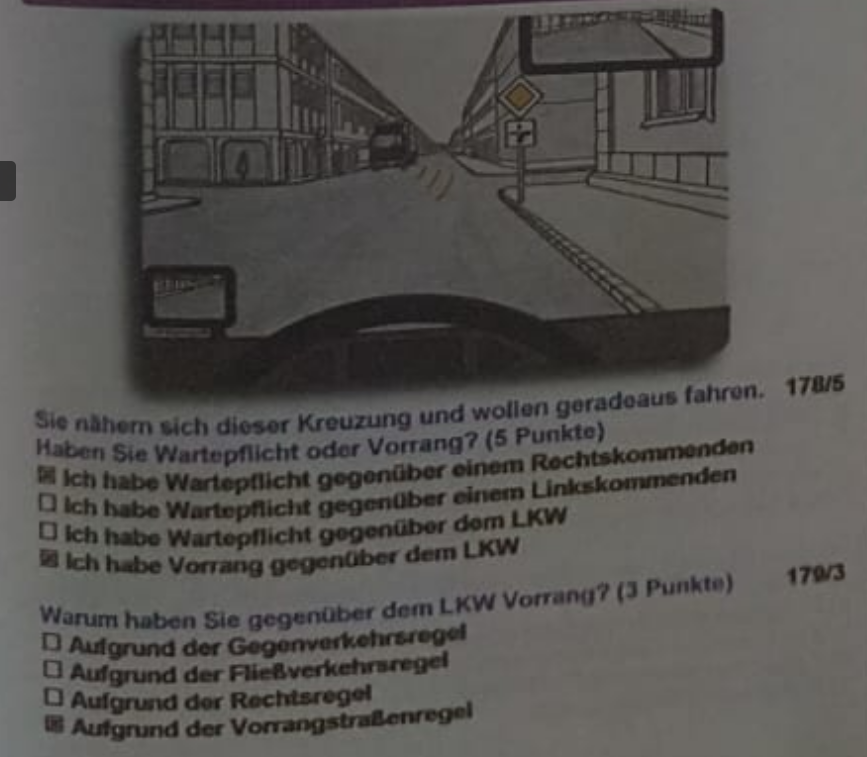 Sie nähern sich dieser Kreuzung und wollen geradeaus fahren. 178/5
Haben Sie Wartepflicht oder Vorrang? (5 Punkte)
☒ Ich habe Wartepflicht gegenüber einem Rechtskommenden
☐ Ich habe Wartepflicht gegenüber einem Linkskommenden
☐ Ich habe Wartepflicht gegenüber dem LKW
☒ Ich habe Vorrang gegenüber dem LKW
Warum haben Sie gegenüber dem LKW Vorrang? (3 Punkte) 179/3
☐ Aufgrund der Gegenverkehrsregel
☐ Aufgrund der Fließverkehrsregel
☐ Aufgrund der Rechtsregel
☒ Aufgrund der Vorrangstraßenregel